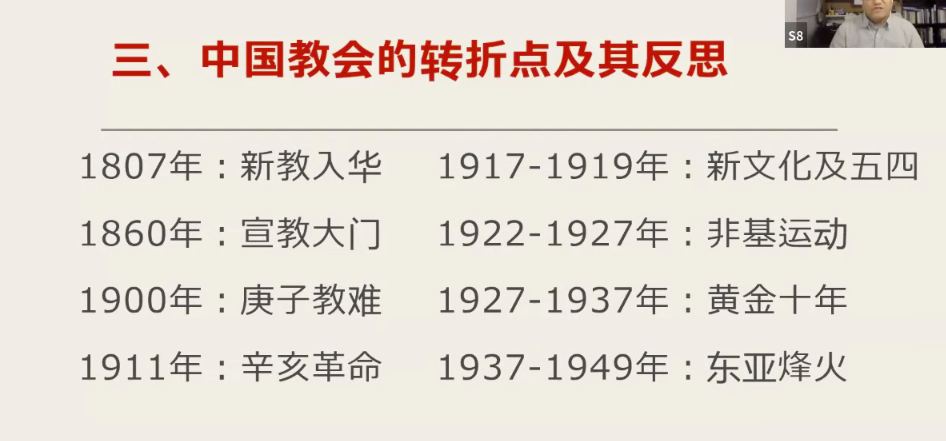 S8
三、中国教会的转折点及其反思
1807年：新教入华
1860年：宣教大门
1900年：庚子教难
1911年：辛亥革命
1917-1919年：新文化及五四
1922-1927年：非基运动
1927-1937年：黄金十年
1937-1949年：东亚烽火